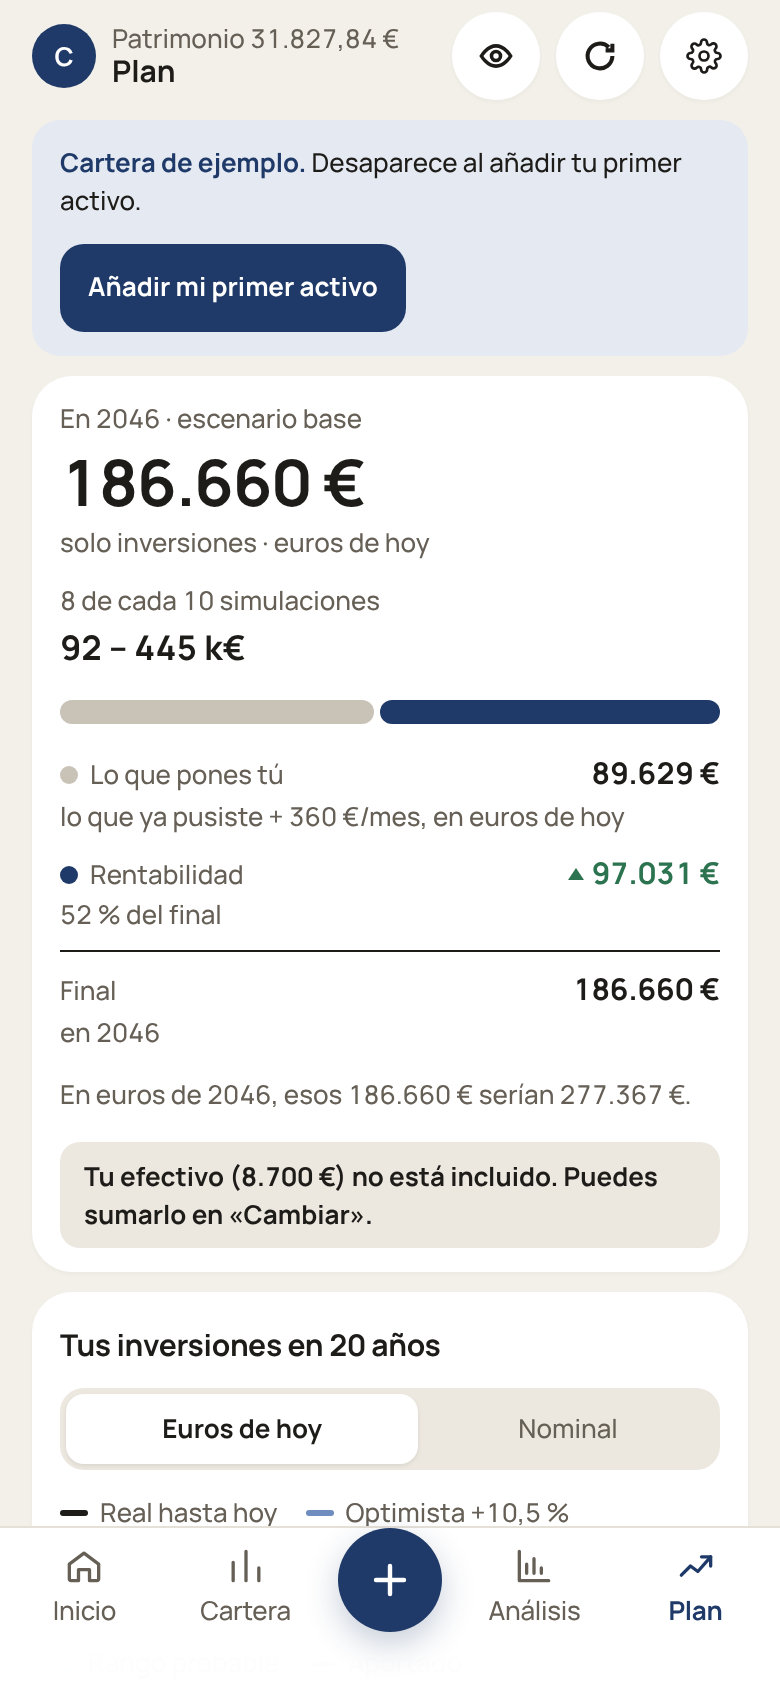 C
Patrimonio 31.827,84 €
Plan
Cartera de ejemplo. Desaparece al añadir tu primer
activo.
Añadir mi primer activo
En 2046 · escenario base
186.660 €
solo inversiones · euros de hoy
8 de cada 10 simulaciones
92 – 445 k€
Lo que pones tú 89.629 €
lo que ya pusiste + 360 €/mes, en euros de hoy
Rentabilidad ▲ 97.031 €
52 % del final
Final 186.660 €
en 2046
En euros de 2046, esos 186.660 € serían 277.367 €.
Tu efectivo (8.700 €) no está incluido. Puedes
sumarlo en «Cambiar».
Tus inversiones en 20 años
Euros de hoy Nominal
Real hasta hoy Optimista +10,5 %
Inicio Cartera + Análisis Plan